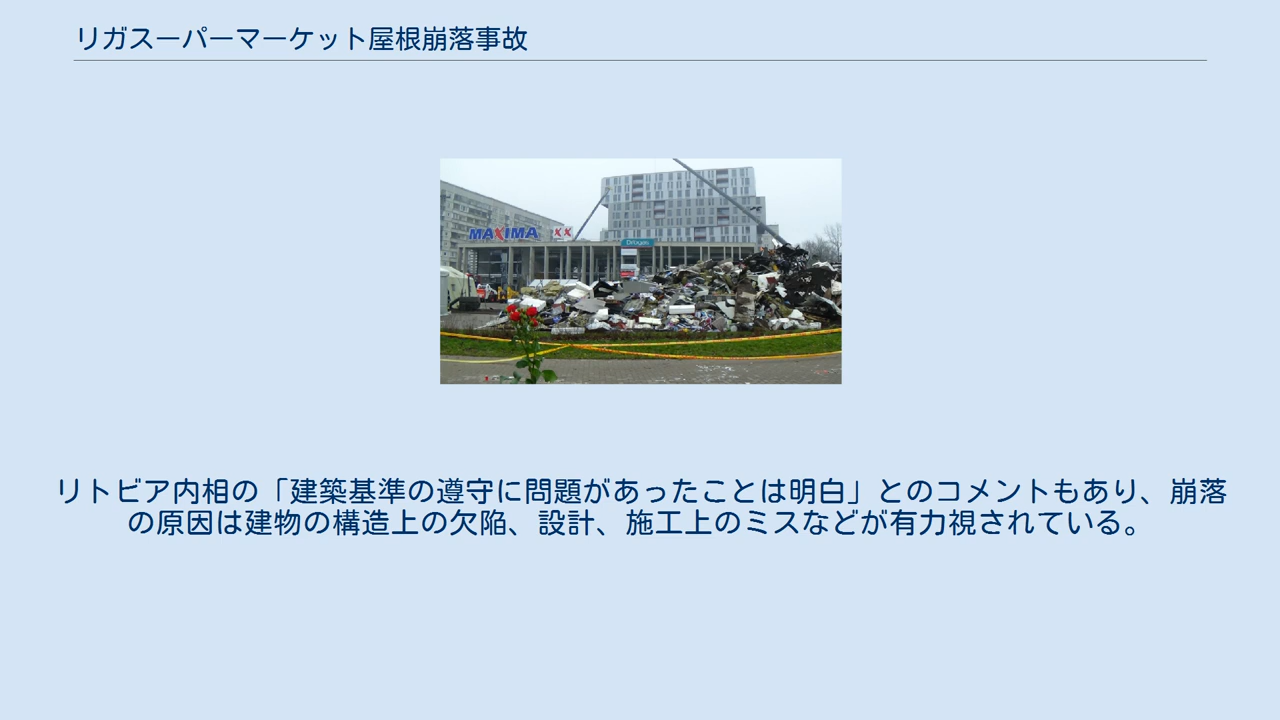 リガスーパーマーケット屋根崩落事故
MAXIMA XX
Drogas
リトビア内相の「建築基準の遵守に問題があったことは明白」とのコメントもあり、崩落
の原因は建物の構造上の欠陥、設計、施工上のミスなどが有力視されている。